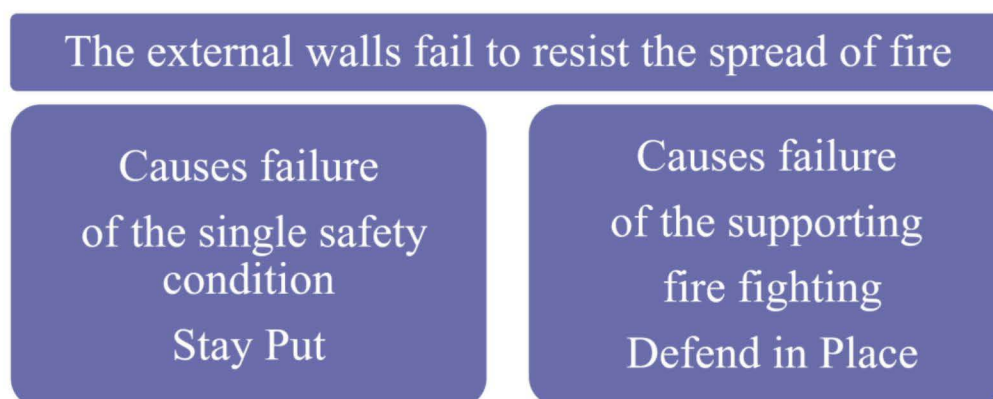 The external walls fail to resist the spread of fire
Causes failure
of the single safety
condition
Stay Put
Causes failure
of the supporting
fire fighting
Defend in Place